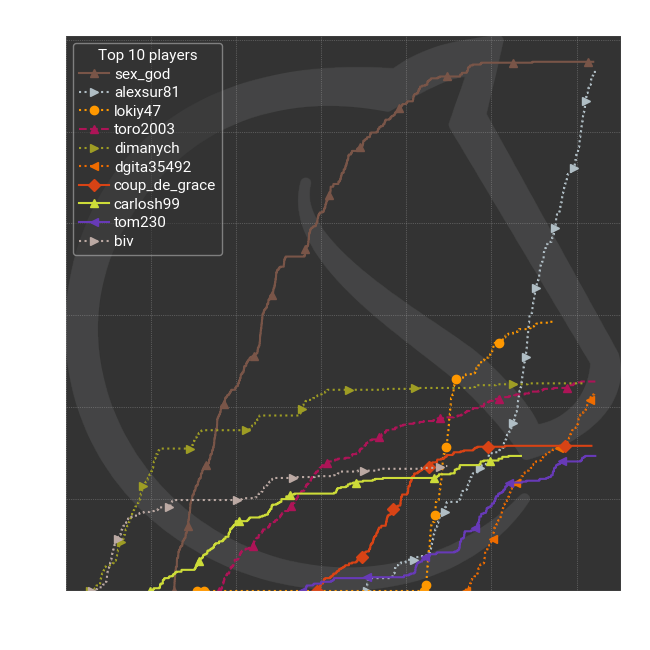 Top 10 players
sex_god
alexsur81
lokiy47
toro2003
dimanych
dgita35492
coup_de_grace
carlosh99
tom230
biv